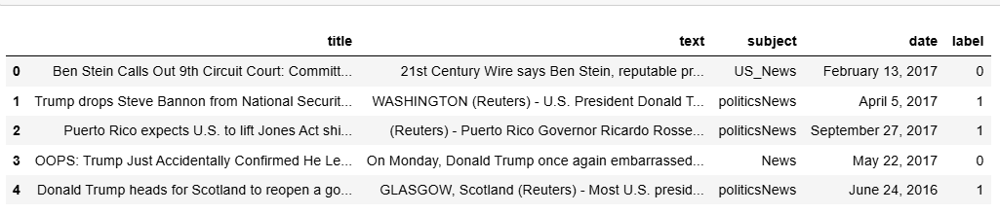 title text subject date label
0 Ben Stein Calls Out 9th Circuit Court: Committ... 21st Century Wire says Ben Stein, reputable pr... US_News February 13, 2017 0
1 Trump drops Steve Bannon from National Securit... WASHINGTON (Reuters) - U.S. President Donald T... politicsNews April 5, 2017 1
2 Puerto Rico expects U.S. to lift Jones Act shi... (Reuters) - Puerto Rico Governor Ricardo Rosse... politicsNews September 27, 2017 1
3 OOPS: Trump Just Accidentally Confirmed He Le... On Monday, Donald Trump once again embarrassed... News May 22, 2017 0
4 Donald Trump heads for Scotland to reopen a go... GLASGOW, Scotland (Reuters) - Most U.S. presid... politicsNews June 24, 2016 1